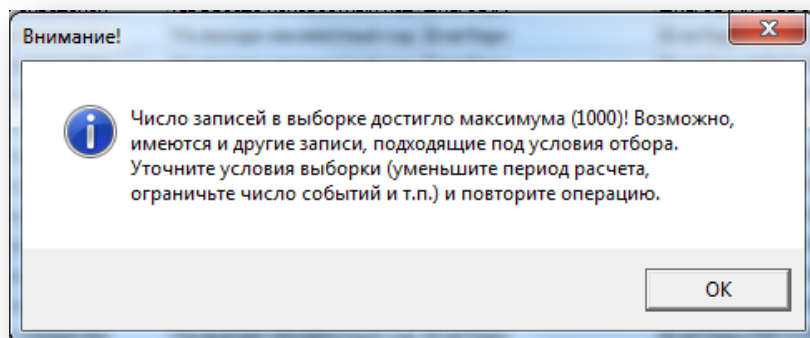 Внимание!
Число записей в выборке достигло максимума (1000)! Возможно,
имеются и другие записи, подходящие под условия отбора.
Уточните условия выборки (уменьшите период расчета,
ограничьте число событий и т.п.) и повторите операцию.
OK